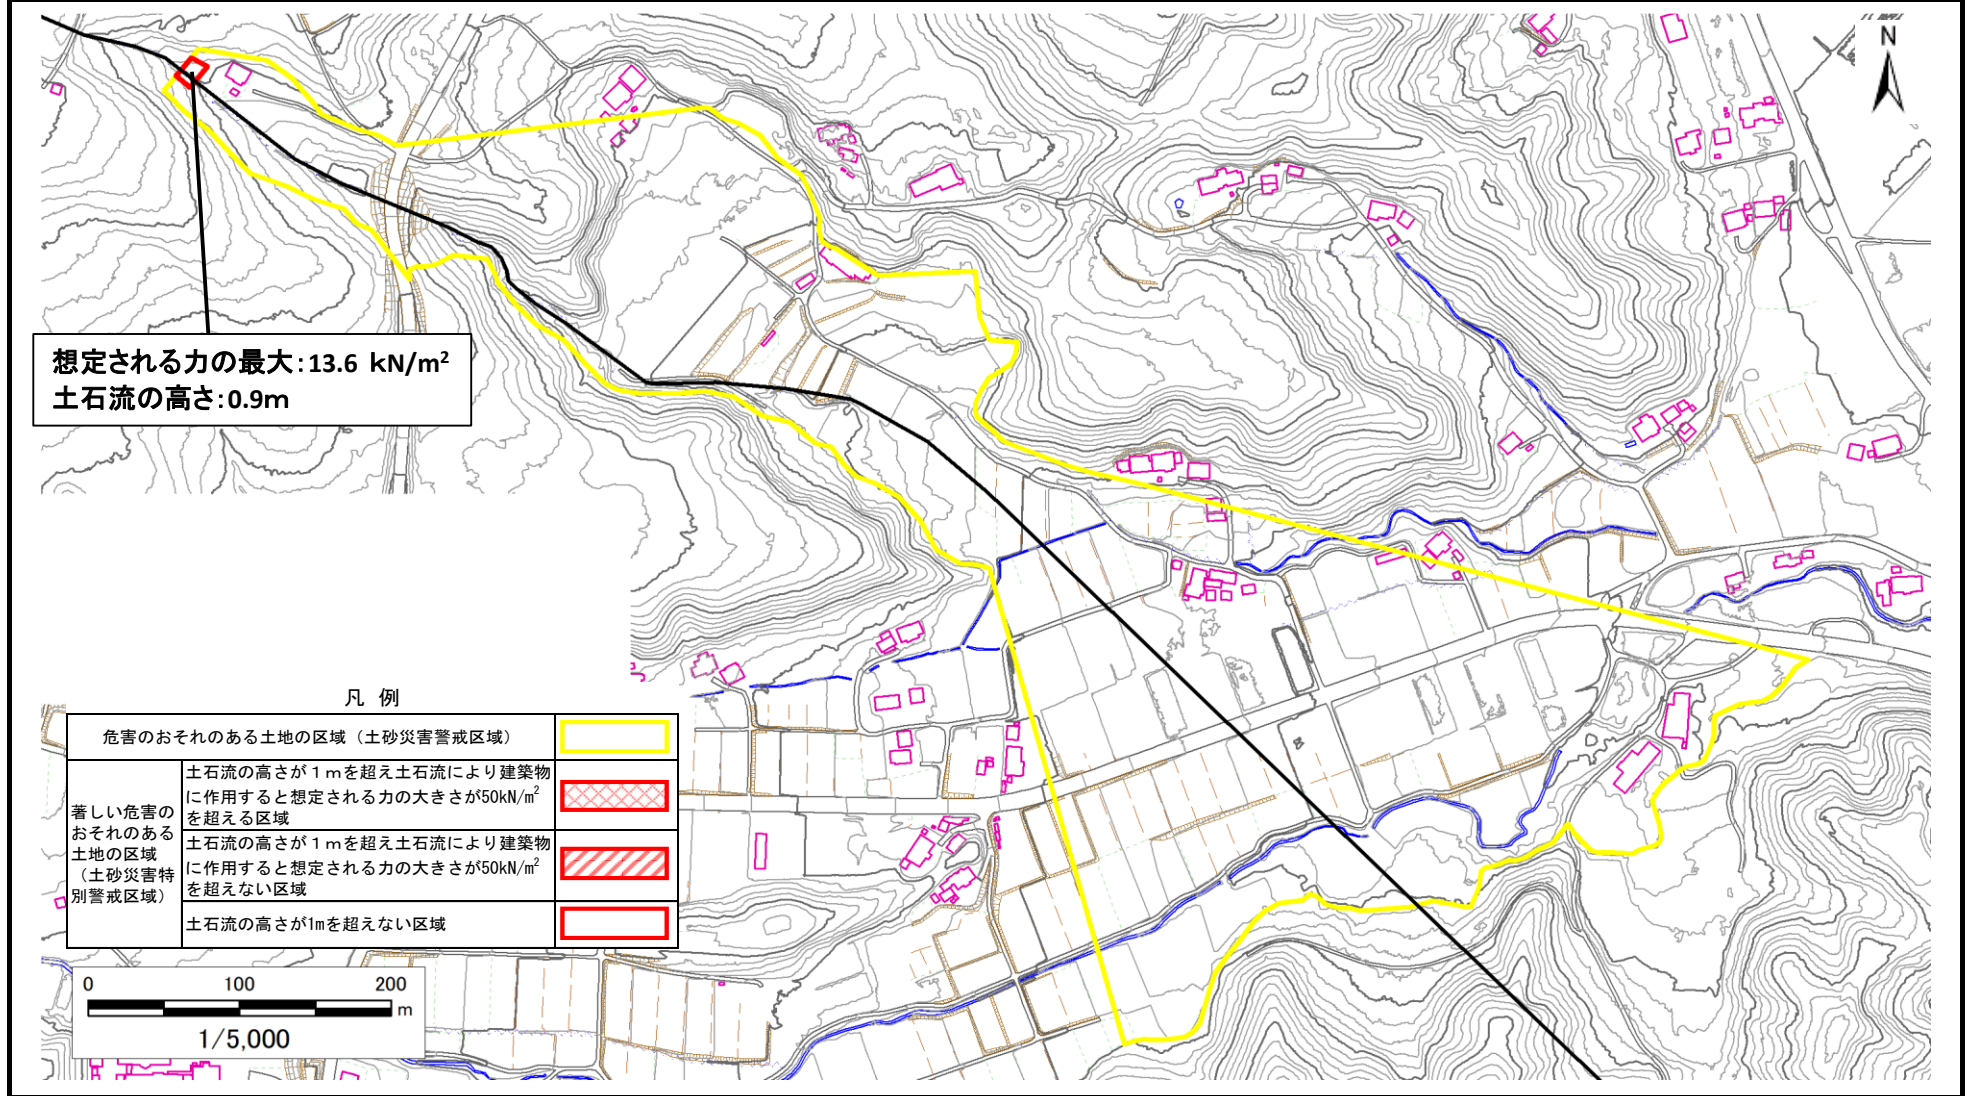 N
想定される力の最大:13.6 kN/m²
土石流の高さ:0.9m
凡 例
危害のおそれのある土地の区域（土砂災害警戒区域）
著しい危害の
おそれのある
土地の区域
（土砂災害特
別警戒区域）
土石流の高さが１ｍを超え土石流により建築物
に作用すると想定される力の大きさが50kN/m²
を超える区域
土石流の高さが１ｍを超え土石流により建築物
に作用すると想定される力の大きさが50kN/m²
を超えない区域
土石流の高さが1mを超えない区域
0 100 200
m
1/5,000